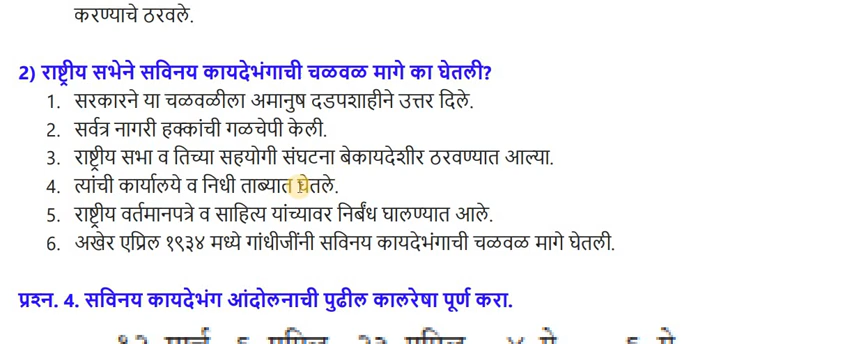 करण्याचे ठरवले.
2) राष्ट्रीय सभेने सविनय कायदेभंगाची चळवळ मागे का घेतली?
1. सरकारने या चळवळीला अमानुष दडपशाहीने उत्तर दिले.
2. सर्वत्र नागरी हक्कांची गळचेपी केली.
3. राष्ट्रीय सभा व तिच्या सहयोगी संघटना बेकायदेशीर ठरवण्यात आल्या.
4. त्यांची कार्यालये व निधी ताब्यात घेतले.
5. राष्ट्रीय वर्तमानपत्रे व साहित्य यांच्यावर निर्बंध घालण्यात आले.
6. अखेर एप्रिल १९३४ मध्ये गांधीजींनी सविनय कायदेभंगाची चळवळ मागे घेतली.
प्रश्न. 4. सविनय कायदेभंग आंदोलनाची पुढील कालरेषा पूर्ण करा.